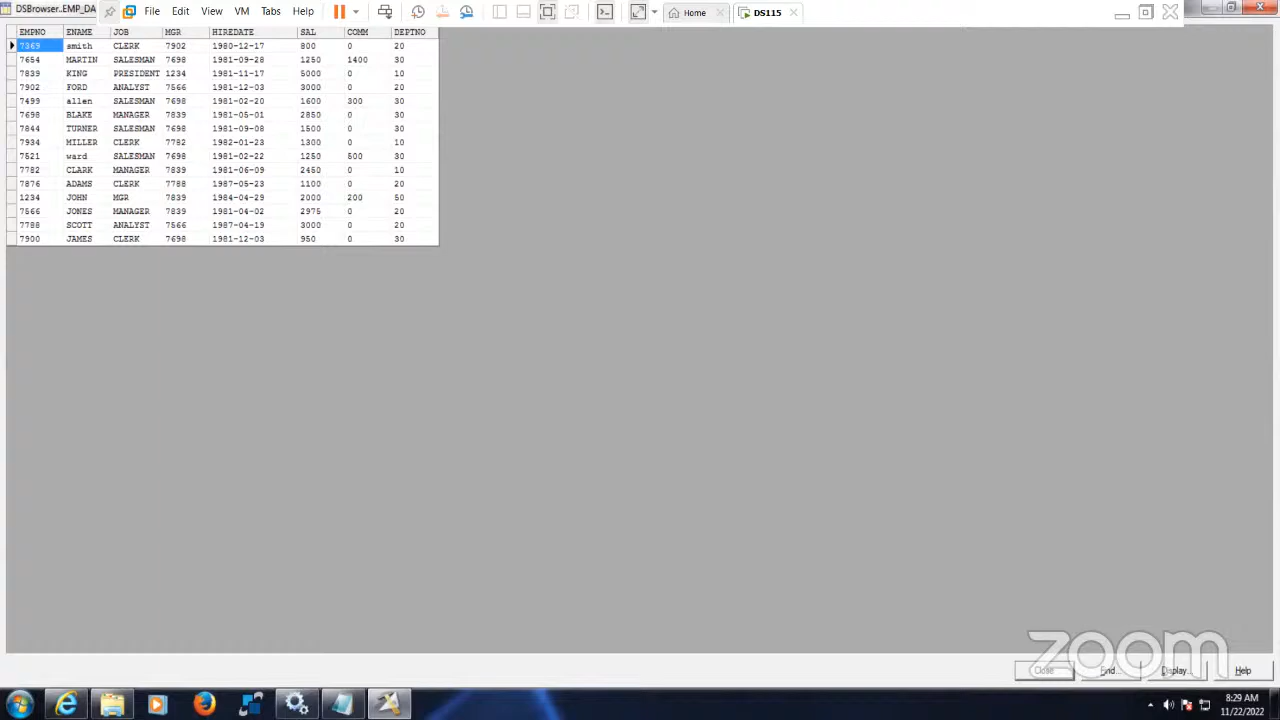 DSBrowser..EMP_DA File Edit View VM Tabs Help Home DS115
EMPNO ENAME JOB MGR HIREDATE SAL COMM DEPTNO
7369 smith CLERK 7902 1980-12-17 800 0 20
7654 MARTIN SALESMAN 7698 1981-09-28 1250 1400 30
7839 KING PRESIDENT 1234 1981-11-17 5000 0 10
7902 FORD ANALYST 7566 1981-12-03 3000 0 20
7499 allen SALESMAN 7698 1981-02-20 1600 300 30
7698 BLAKE MANAGER 7839 1981-05-01 2850 0 30
7844 TURNER SALESMAN 7698 1981-09-08 1500 0 30
7934 MILLER CLERK 7782 1982-01-23 1300 0 10
7521 ward SALESMAN 7698 1981-02-22 1250 500 30
7782 CLARK MANAGER 7839 1981-06-09 2450 0 10
7876 ADAMS CLERK 7788 1987-05-23 1100 0 20
1234 JOHN MGR 7839 1984-04-29 2000 200 50
7566 JONES MANAGER 7839 1981-04-02 2975 0 20
7788 SCOTT ANALYST 7566 1987-04-19 3000 0 20
7900 JAMES CLERK 7698 1981-12-03 950 0 30
zoom
Close Find... Display... Help
8:29 AM
11/22/2022